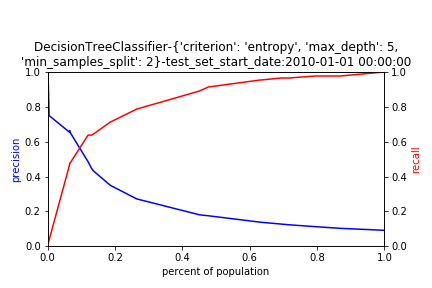 DecisionTreeClassifier-{'criterion': 'entropy', 'max_depth': 5,
'min_samples_split': 2}-test_set_start_date:2010-01-01 00:00:00
1.0
0.8
0.6
0.4
0.2
0.0
precision
1.0
0.8
0.6
0.4
0.2
0.0
recall
0.0 0.2 0.4 0.6 0.8 1.0
percent of population